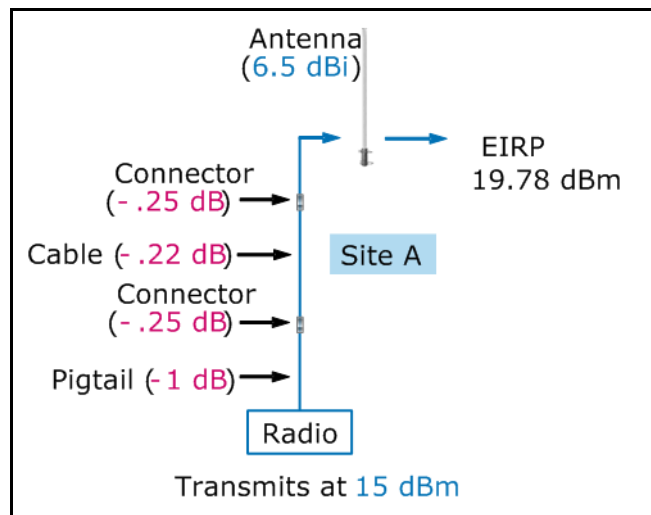 Antenna
(6.5 dBi)
EIRP
19.78 dBm
Connector
(- .25 dB)
Cable (- .22 dB)
Site A
Connector
(- .25 dB)
Pigtail (- 1 dB)
Radio
Transmits at 15 dBm